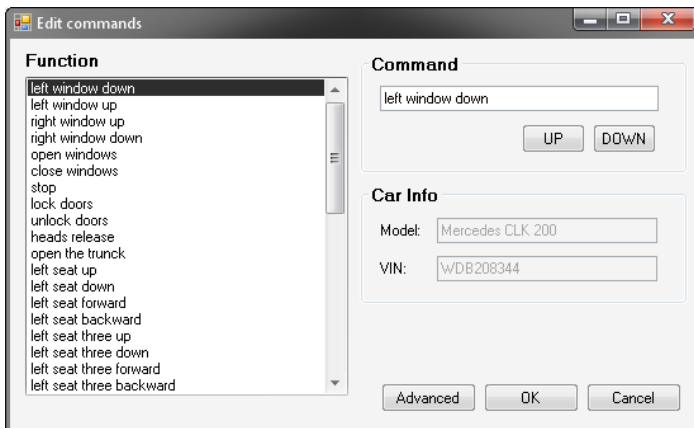 Edit commands
Function
left window down
left window up
right window up
right window down
open windows
close windows
stop
lock doors
unlock doors
heads release
open the trunck
left seat up
left seat down
left seat forward
left seat backward
left seat three up
left seat three down
left seat three forward
left seat three backward
Command
left window down
UP DOWN
Car Info
Model: Mercedes CLK 200
VIN: WDB208344
Advanced OK Cancel